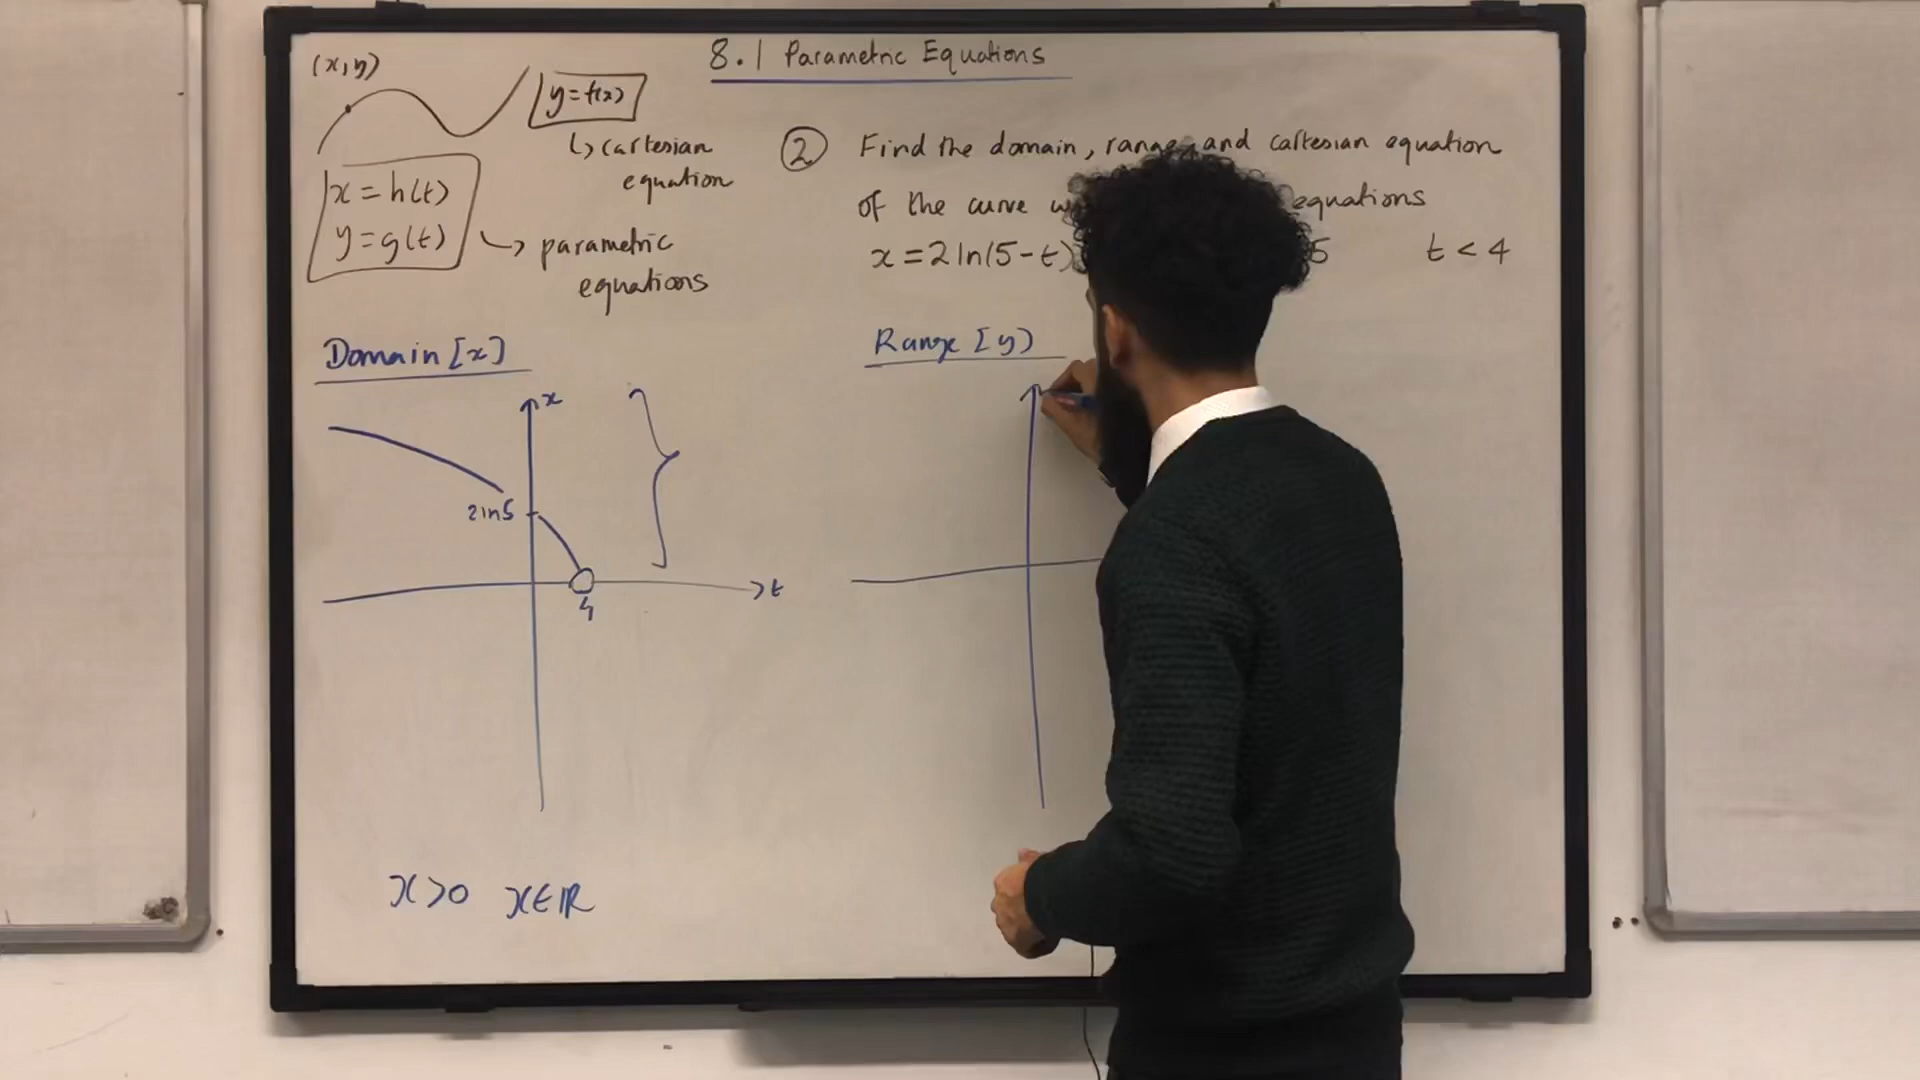 8.1 Parametric Equations
(x,y)
y=f(x)
↳ cartesian
equation
x=h(t)
y=g(t)
↳ parametric
equations
② Find the domain, range, and cartesian equation
of the curve equations
x=2ln(5-t) 5 t<4
Domain [x]
x
2ln5
t
4
x>0 x∈ℝ
Range [y)